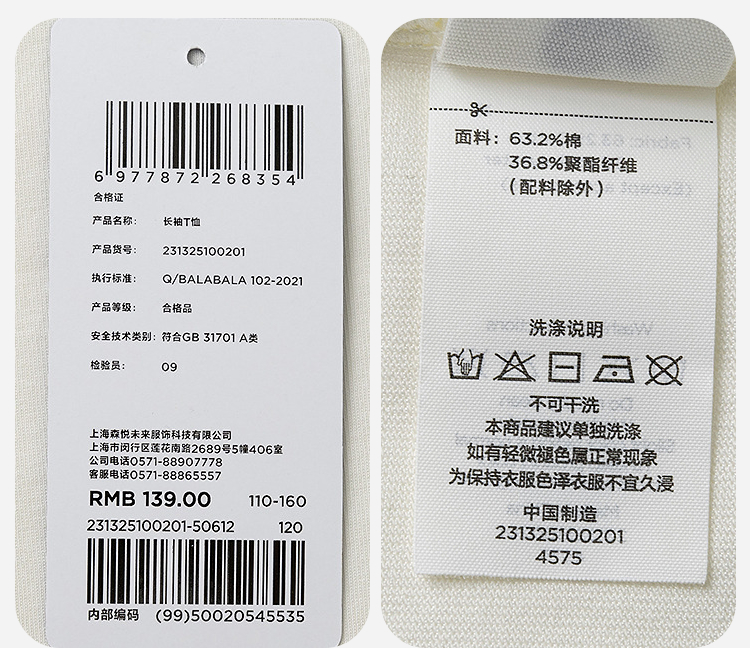 6 977872 268354
合格证
产品名称: 长袖T恤
产品货号: 231325100201
执行标准: Q/BALABALA 102-2021
产品等级: 合格品
安全技术类别: 符合GB 31701 A类
检验员: 09
上海森悦未来服饰科技有限公司
上海市闵行区莲花南路2689号5幢406室
公司电话0571-88907778
客服电话0571-88865557
RMB 139.00 110-160
231325100201-50612 120
内部编码 (99)50020545535
面料: 63.2%棉
36.8%聚酯纤维
(配料除外)
洗涤说明
不可干洗
本商品建议单独洗涤
如有轻微褪色属正常现象
为保持衣服色泽衣服不宜久浸
中国制造
231325100201
4575